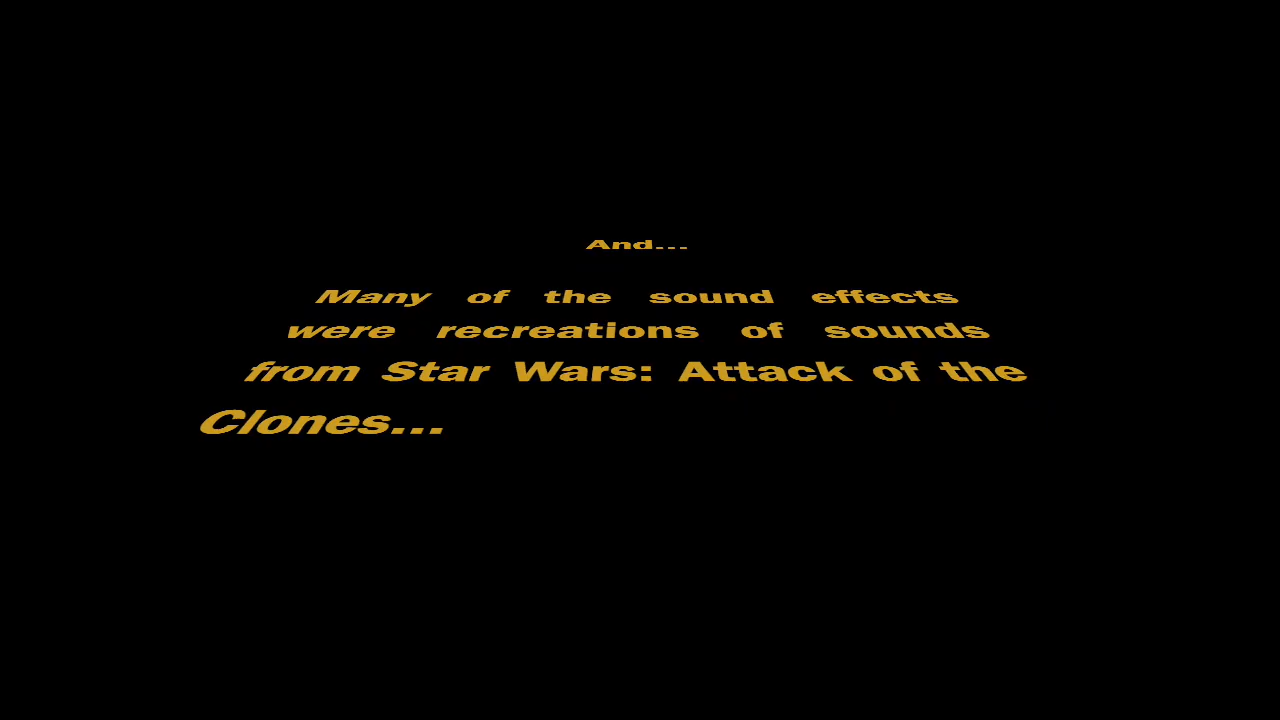 And...
Many of the sound effects
were recreations of sounds
from Star Wars: Attack of the
Clones...